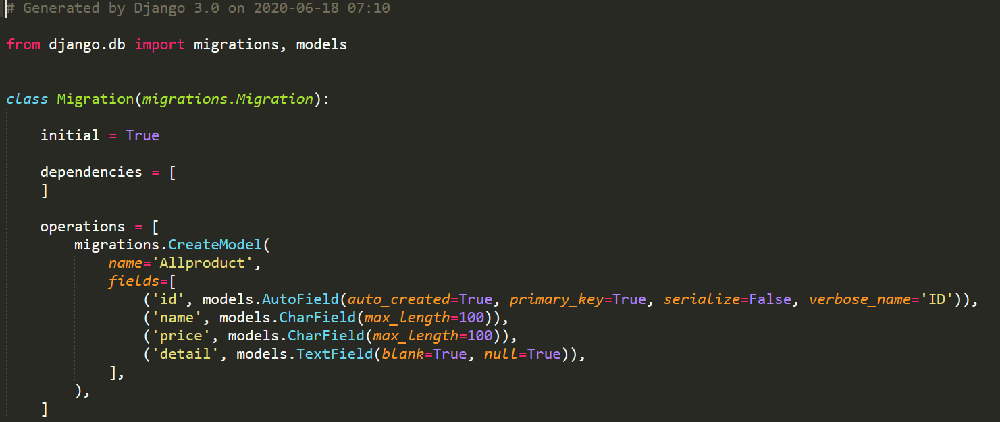 # Generated by Django 3.0 on 2020-06-18 07:10
from django.db import migrations, models
class Migration(migrations.Migration):
initial = True
dependencies = [
]
operations = [
migrations.CreateModel(
name='Allproduct',
fields=[
('id', models.AutoField(auto_created=True, primary_key=True, serialize=False, verbose_name='ID')),
('name', models.CharField(max_length=100)),
('price', models.CharField(max_length=100)),
('detail', models.TextField(blank=True, null=True)),
],
),
]